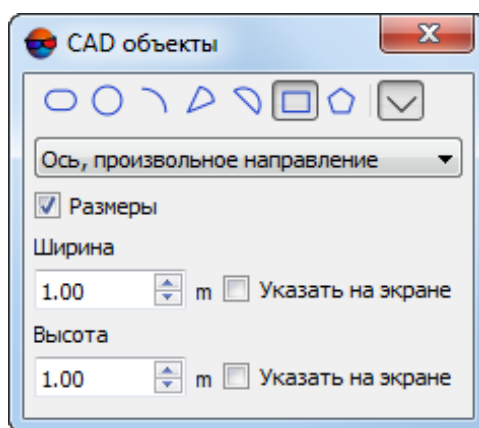 CAD объекты
Ось, произвольное направление
Размеры
Ширина
1.00 m Указать на экране
Высота
1.00 m Указать на экране